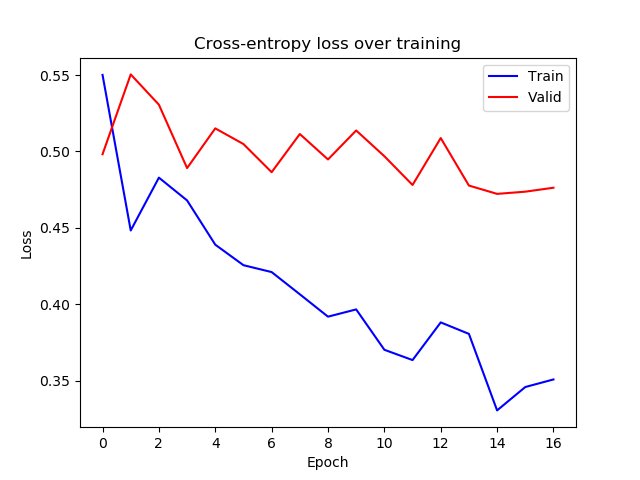 Cross-entropy loss over training
Train
Valid
0.55
0.50
0.45
0.40
0.35
Loss
0 2 4 6 8 10 12 14 16
Epoch